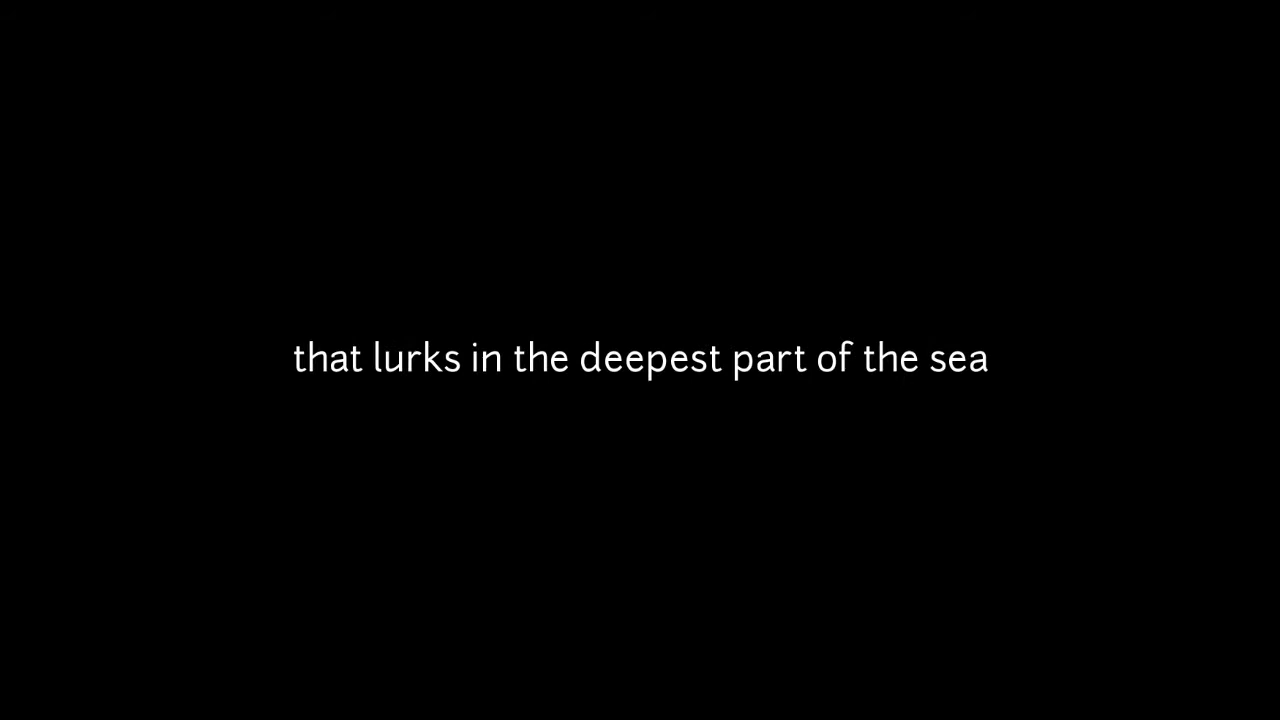 that lurks in the deepest part of the sea